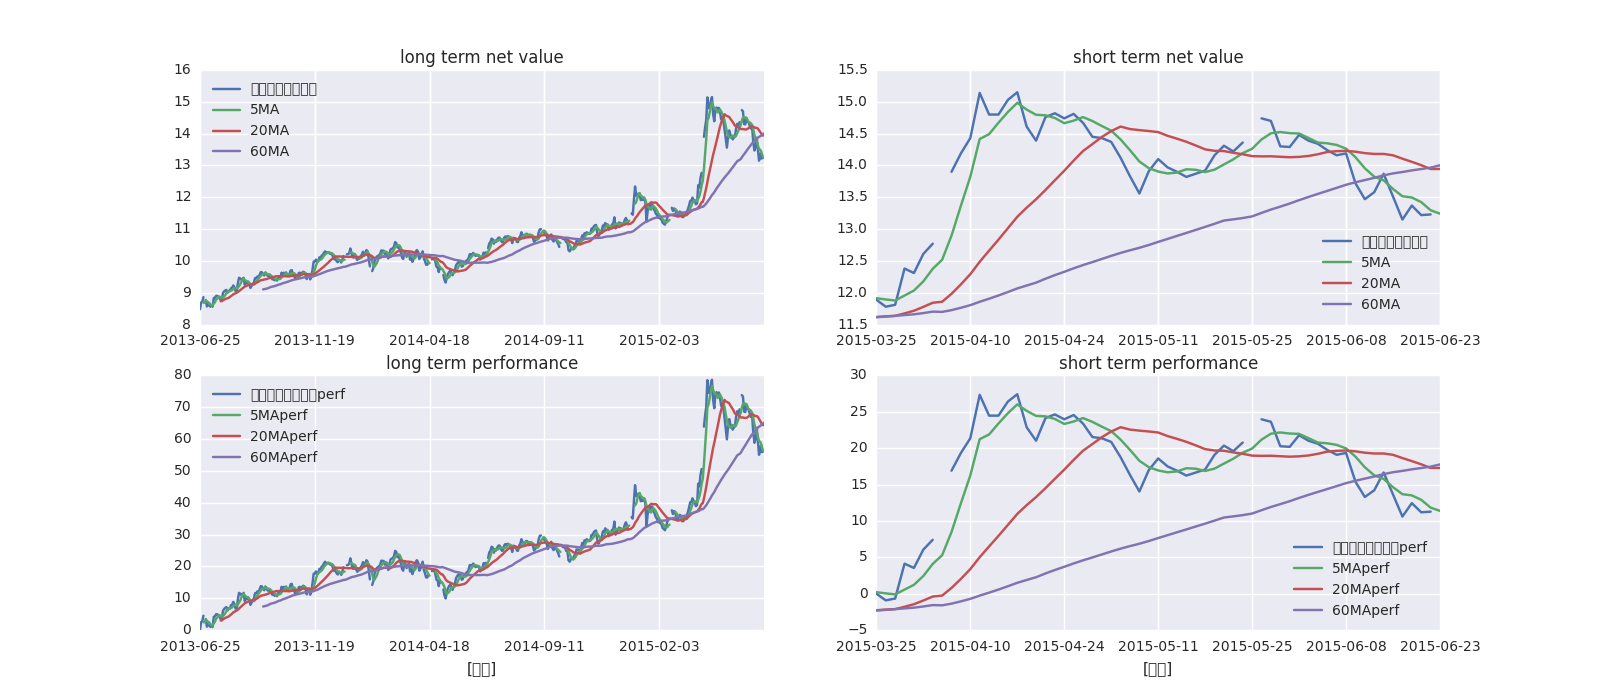 long term net value
16
15
14
13
12
11
10
9
8
5MA
20MA
60MA
2013-06-25 2013-11-19 2014-04-18 2014-09-11 2015-02-03
short term net value
15.5
15.0
14.5
14.0
13.5
13.0
12.5
12.0
11.5
5MA
20MA
60MA
2015-03-25 2015-04-10 2015-04-24 2015-05-11 2015-05-25 2015-06-08 2015-06-23
long term performance
80
70
60
50
40
30
20
10
0
perf
5MAperf
20MAperf
60MAperf
2013-06-25 2013-11-19 2014-04-18 2014-09-11 2015-02-03
short term performance
30
25
20
15
10
5
0
−5
perf
5MAperf
20MAperf
60MAperf
2015-03-25 2015-04-10 2015-04-24 2015-05-11 2015-05-25 2015-06-08 2015-06-23